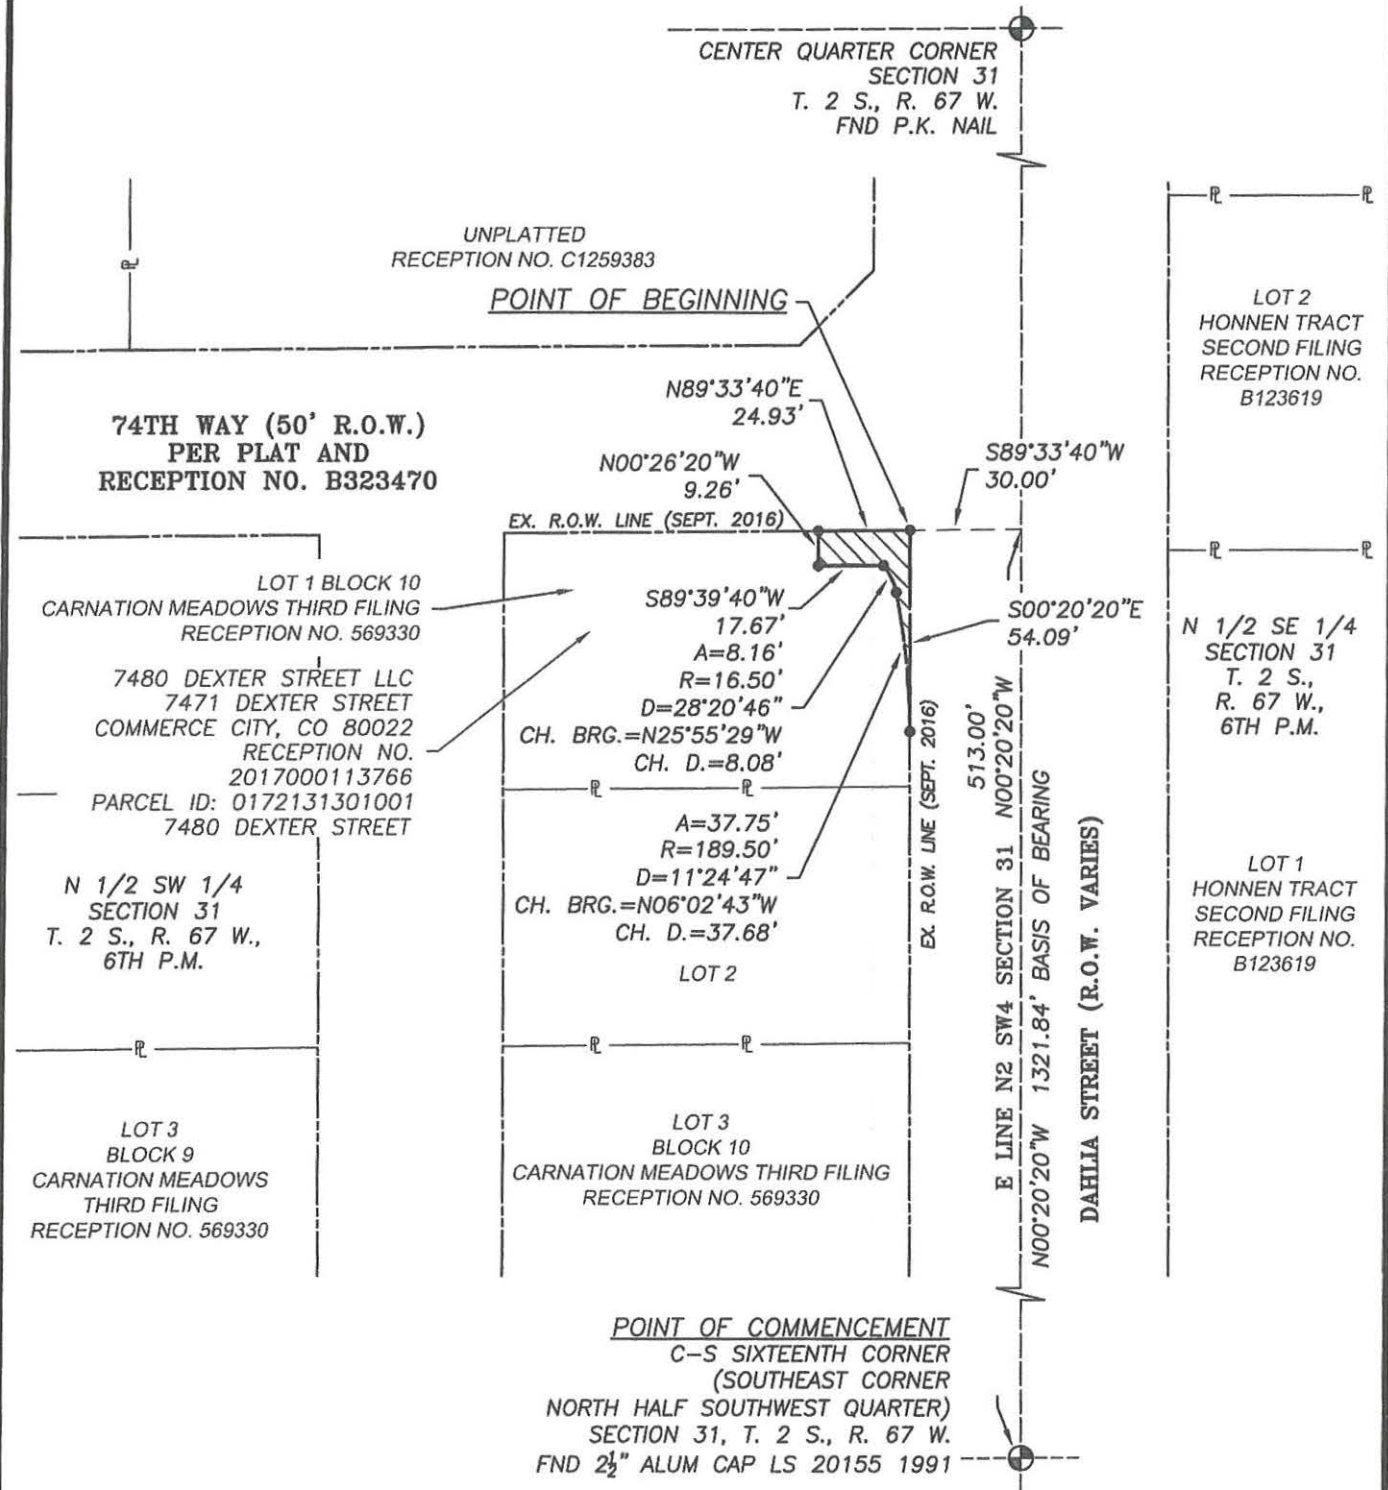 CENTER QUARTER CORNER
SECTION 31
T. 2 S., R. 67 W.
FND P.K. NAIL
PL
PL
PL
UNPLATTED
RECEPTION NO. C1259383
POINT OF BEGINNING
LOT 2
HONNEN TRACT
SECOND FILING
RECEPTION NO.
B123619
N89°33'40"E
24.93'
74TH WAY (50' R.O.W.)
PER PLAT AND
RECEPTION NO. B323470
S89°33'40"W
30.00'
N00°26'20"W
9.26'
EX. R.O.W. LINE (SEPT. 2016)
PL
PL
LOT 1 BLOCK 10
CARNATION MEADOWS THIRD FILING
RECEPTION NO. 569330
S89°39'40"W
17.67'
A=8.16'
R=16.50'
D=28°20'46"
CH. BRG.=N25°55'29"W
CH. D.=8.08'
S00°20'20"E
54.09'
N 1/2 SE 1/4
SECTION 31
T. 2 S.,
R. 67 W.,
6TH P.M.
7480 DEXTER STREET LLC
7471 DEXTER STREET
COMMERCE CITY, CO 80022
RECEPTION NO.
2017000113766
PARCEL ID: 0172131301001
7480 DEXTER STREET
PL
PL
A=37.75'
R=189.50'
D=11°24'47"
CH. BRG.=N06°02'43"W
CH. D.=37.68'
LOT 2
EX. R.O.W. LINE (SEPT. 2016)
513.00'
E LINE N2 SW4 SECTION 31 N00°20'20"W
N00°20'20"W 1321.84' BASIS OF BEARING
DAHLIA STREET (R.O.W. VARIES)
N 1/2 SW 1/4
SECTION 31
T. 2 S., R. 67 W.,
6TH P.M.
LOT 1
HONNEN TRACT
SECOND FILING
RECEPTION NO.
B123619
PL
PL
PL
LOT 3
BLOCK 9
CARNATION MEADOWS
THIRD FILING
RECEPTION NO. 569330
LOT 3
BLOCK 10
CARNATION MEADOWS THIRD FILING
RECEPTION NO. 569330
POINT OF COMMENCEMENT
C-S SIXTEENTH CORNER
(SOUTHEAST CORNER
NORTH HALF SOUTHWEST QUARTER)
SECTION 31, T. 2 S., R. 67 W.
FND 2½" ALUM CAP LS 20155 1991